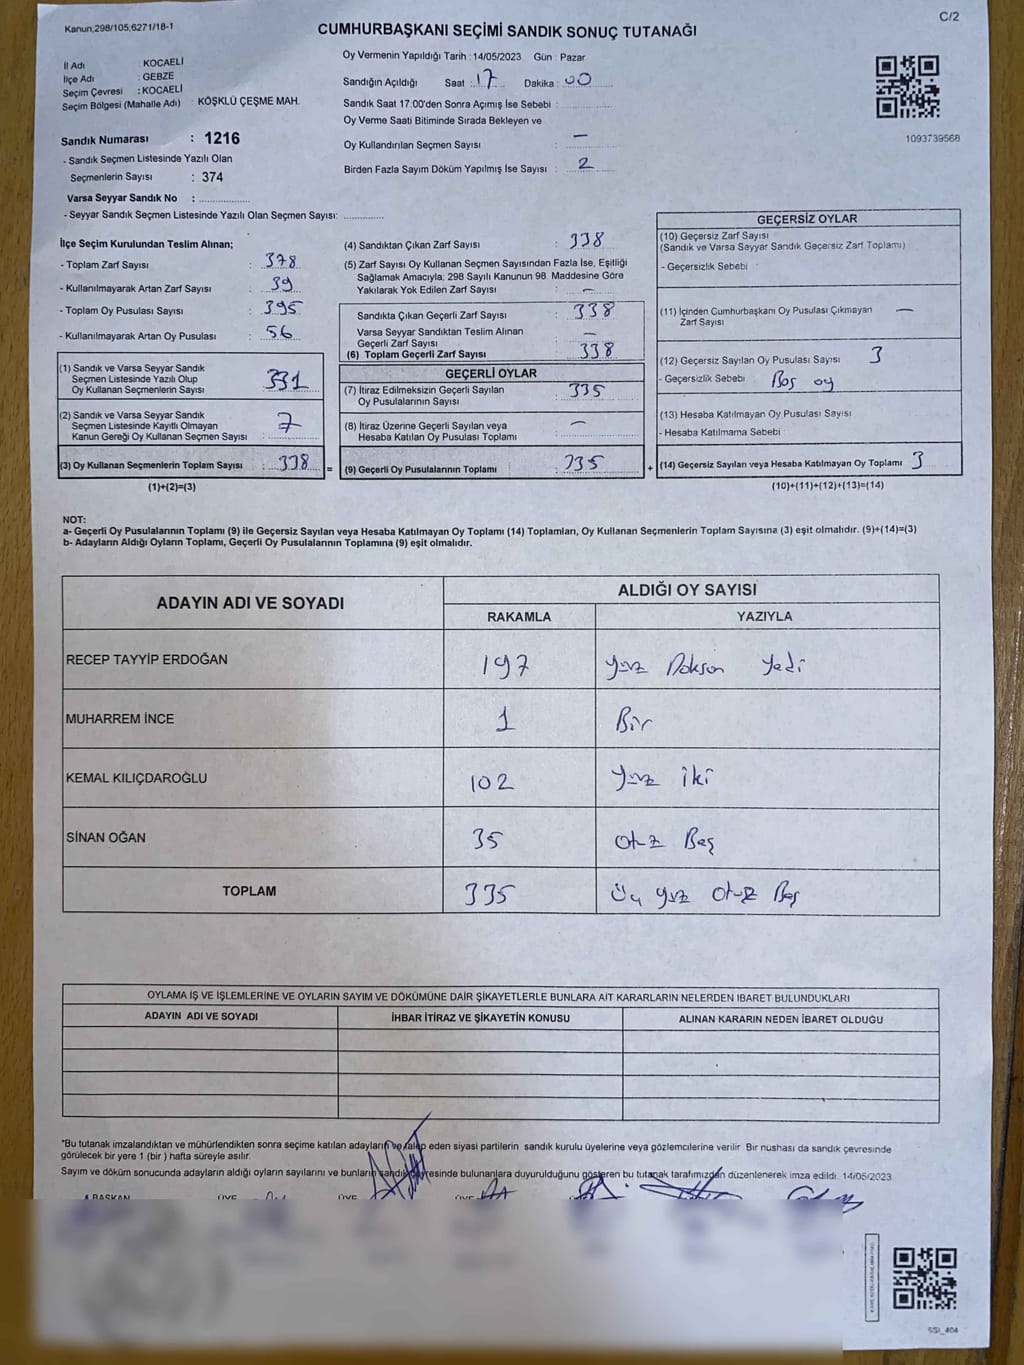 Kanun,298/105,6271/18-1
C/2
CUMHURBAŞKANI SEÇİMİ SANDIK SONUÇ TUTANAĞI
İl Adı KOCAELİ
İlçe Adı : GEBZE
Seçim Çevresi : KOCAELİ
Seçim Bölgesi (Mahalle Adı) : KÖŞKLÜ ÇEŞME MAH.
Sandık Numarası : 1216
- Sandık Seçmen Listesinde Yazılı Olan
Seçmenlerin Sayısı : 374
Varsa Seyyar Sandık No : ..................
- Seyyar Sandık Seçmen Listesinde Yazılı Olan Seçmen Sayısı: ..............
Oy Vermenin Yapıldığı Tarih : 14/05/2023 Gün : Pazar
Sandığın Açıldığı Saat : 17 Dakika : 00
Sandık Saat 17.00'den Sonra Açımış İse Sebebi : ..................
Oy Verme Saati Bitiminde Sırada Bekleyen ve
Oy Kullandırılan Seçmen Sayısı : —
Birden Fazla Sayım Döküm Yapılmış İse Sayısı : 2
1093739568
İlçe Seçim Kurulundan Teslim Alınan;
- Toplam Zarf Sayısı : 378
- Kullanılmayarak Artan Zarf Sayısı : 39
- Toplam Oy Pusulası Sayısı : 395
- Kullanılmayarak Artan Oy Pusulası : 56
(1) Sandık ve Varsa Seyyar Sandık
Seçmen Listesinde Yazılı Olup
Oy Kullanan Seçmenlerin Sayısı 331
(2) Sandık ve Varsa Seyyar Sandık
Seçmen Listesinde Kayıtlı Olmayan
Kanun Gereği Oy Kullanan Seçmen Sayısı : 7
(3) Oy Kullanan Seçmenlerin Toplam Sayısı : 338 =
(1)+(2)=(3)
(4) Sandıktan Çıkan Zarf Sayısı : 338
(5) Zarf Sayısı Oy Kullanan Seçmen Sayısından Fazla İse, Eşitliği
Sağlamak Amacıyla; 298 Sayılı Kanunun 98. Maddesine Göre
Yakılarak Yok Edilen Zarf Sayısı : —
Sandıkta Çıkan Geçerli Zarf Sayısı : 338
Varsa Seyyar Sandıktan Teslim Alınan
Geçerli Zarf Sayısı : —
(6) Toplam Geçerli Zarf Sayısı : 338
GEÇERLİ OYLAR
(7) İtiraz Edilmeksizin Geçerli Sayılan
Oy Pusulalarının Sayısı : 335
(8) İtiraz Üzerine Geçerli Sayılan veya
Hesaba Katılan Oy Pusulası Toplamı : —
(9) Geçerli Oy Pusulalarının Toplamı : 335 +
GEÇERSİZ OYLAR
(10) Geçersiz Zarf Sayısı
(Sandık ve Varsa Seyyar Sandık Geçersiz Zarf Toplamı)
- Geçersizlik Sebebi :
(11) İçinden Cumhurbaşkanı Oy Pusulası Çıkmayan
Zarf Sayısı —
(12) Geçersiz Sayılan Oy Pusulası Sayısı 3
- Geçersizlik Sebebi : Boş oy
(13) Hesaba Katılmayan Oy Pusulası Sayısı
- Hesaba Katılmama Sebebi :
(14) Geçersiz Sayılan veya Hesaba Katılmayan Oy Toplamı 3
(10)+(11)+(12)+(13)=(14)
NOT:
a- Geçerli Oy Pusulalarının Toplamı (9) ile Geçersiz Sayılan veya Hesaba Katılmayan Oy Toplamı (14) Toplamları, Oy Kullanan Seçmenlerin Toplam Sayısına (3) eşit olmalıdır. (9)+(14)=(3)
b- Adayların Aldığı Oyların Toplamı, Geçerli Oy Pusulalarının Toplamına (9) eşit olmalıdır.
ADAYIN ADI VE SOYADI
ALDIĞI OY SAYISI
RAKAMLA YAZIYLA
RECEP TAYYİP ERDOĞAN 197 yüz Doksan Yedi
MUHARREM İNCE 1 Bir
KEMAL KILIÇDAROĞLU 102 yüz iki
SİNAN OĞAN 35 otuz Beş
TOPLAM 335 Üç yüz otuz Beş
OYLAMA İŞ VE İŞLEMLERİNE VE OYLARIN SAYIM VE DÖKÜMÜNE DAİR ŞİKAYETLERLE BUNLARA AİT KARARLARIN NELERDEN İBARET BULUNDUKLARI
ADAYIN ADI VE SOYADI İHBAR İTİRAZ VE ŞİKAYETİN KONUSU ALINAN KARARIN NEDEN İBARET OLDUĞU
*Bu tutanak imzalandıktan ve mühürlendikten sonra seçime katılan adayların ve talep eden siyasi partilerin sandık kurulu üyelerine veya gözlemcilerine verilir. Bir nushası da sandık çevresinde
görülecek bir yere 1 (bir ) hafta süreyle asılır.
Sayım ve döküm sonucunda adayların aldığı oyların sayılarını ve bunların sandık çevresinde bulunanlara duyurulduğunu gösteren bu tutanak tarafımızdan düzenlenerek imza edildi. 14/05/2023
BAŞKAN ÜYE ÜYE ÜYE
SSI_404